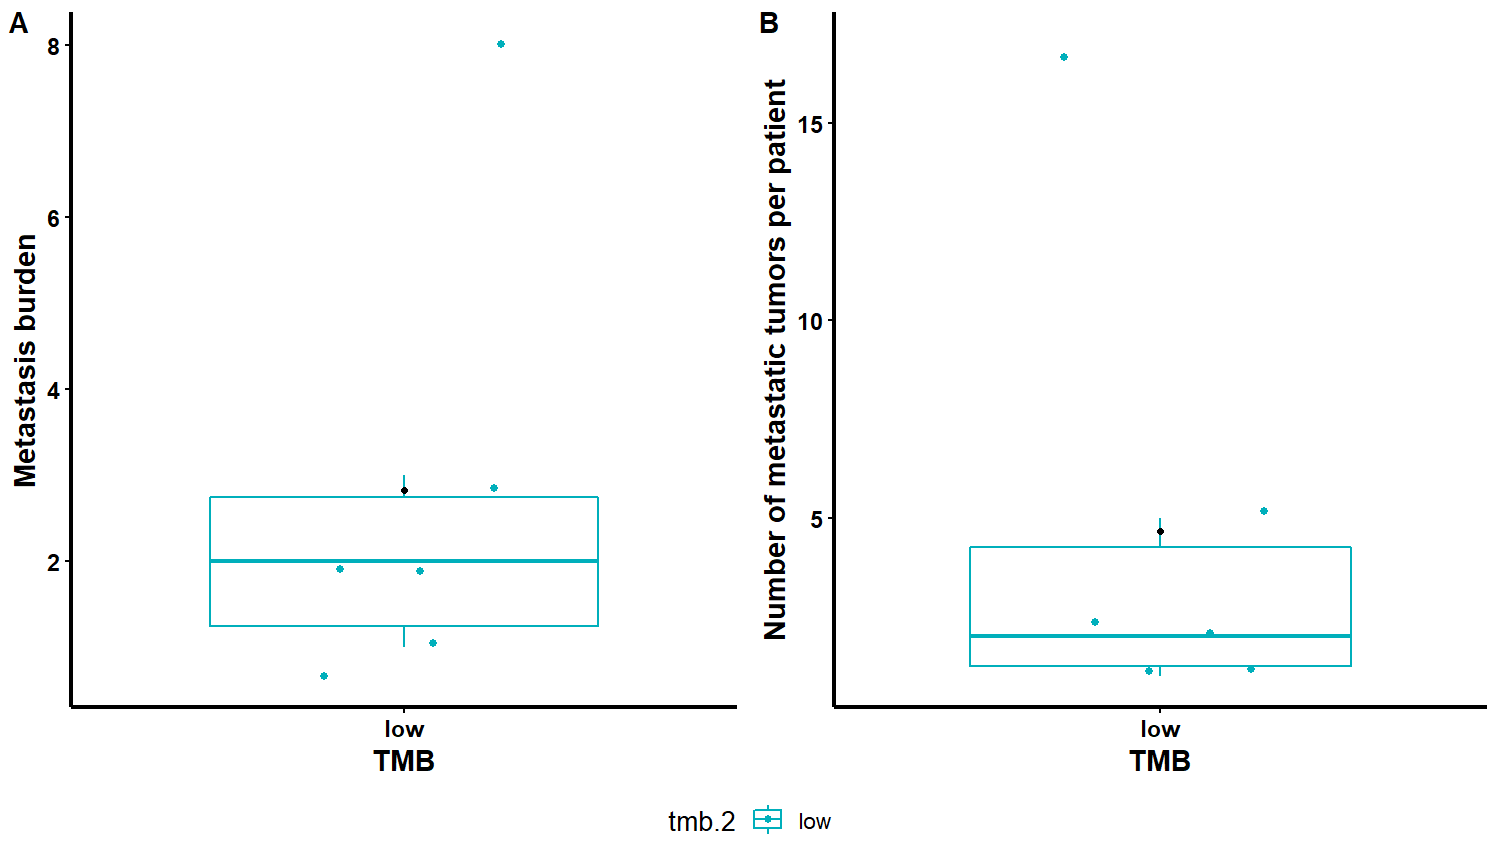 A
Metastasis burden
8
6
4
2
low
TMB
B
Number of metastatic tumors per patient
15
10
5
low
TMB
tmb.2 low